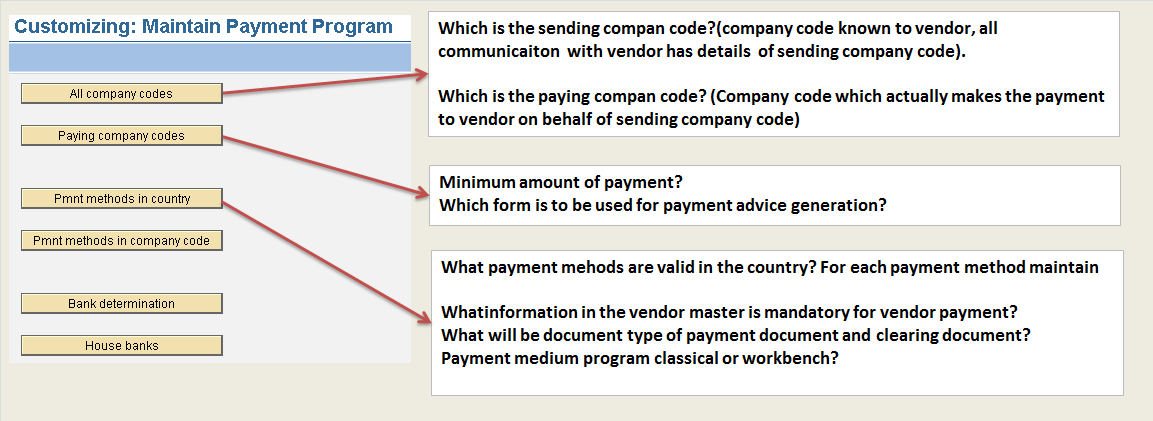 Customizing: Maintain Payment Program
All company codes
Paying company codes
Pmnt methods in country
Pmnt methods in company code
Bank determination
House banks
Which is the sending compan code?(company code known to vendor, all
communicaiton with vendor has details of sending company code).
Which is the paying compan code? (Company code which actually makes the payment
to vendor on behalf of sending company code)
Minimum amount of payment?
Which form is to be used for payment advice generation?
What payment mehods are valid in the country? For each payment method maintain
Whatinformation in the vendor master is mandatory for vendor payment?
What will be document type of payment document and clearing document?
Payment medium program classical or workbench?